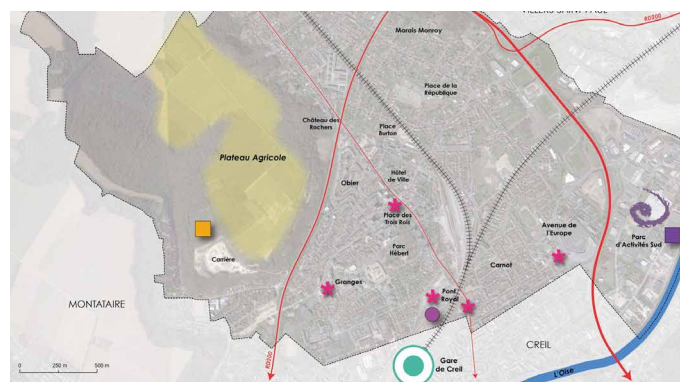 VILLERS-SAINT-PAUL
RD200
Marais Monroy
Place de la
République
Château des
Rochers
Place
Burton
Plateau Agricole
Obier
Hôtel
de Ville
Place des
Trois Rois
Avenue de
l'Europe
Parc
d'Activités Sud
Parc
Hébert
Carrière
Carnot
Granges
Pont
Royal
MONTATAIRE
CREIL
RD200
Gare
de Creil
L'Oise
0 250 m 500 m